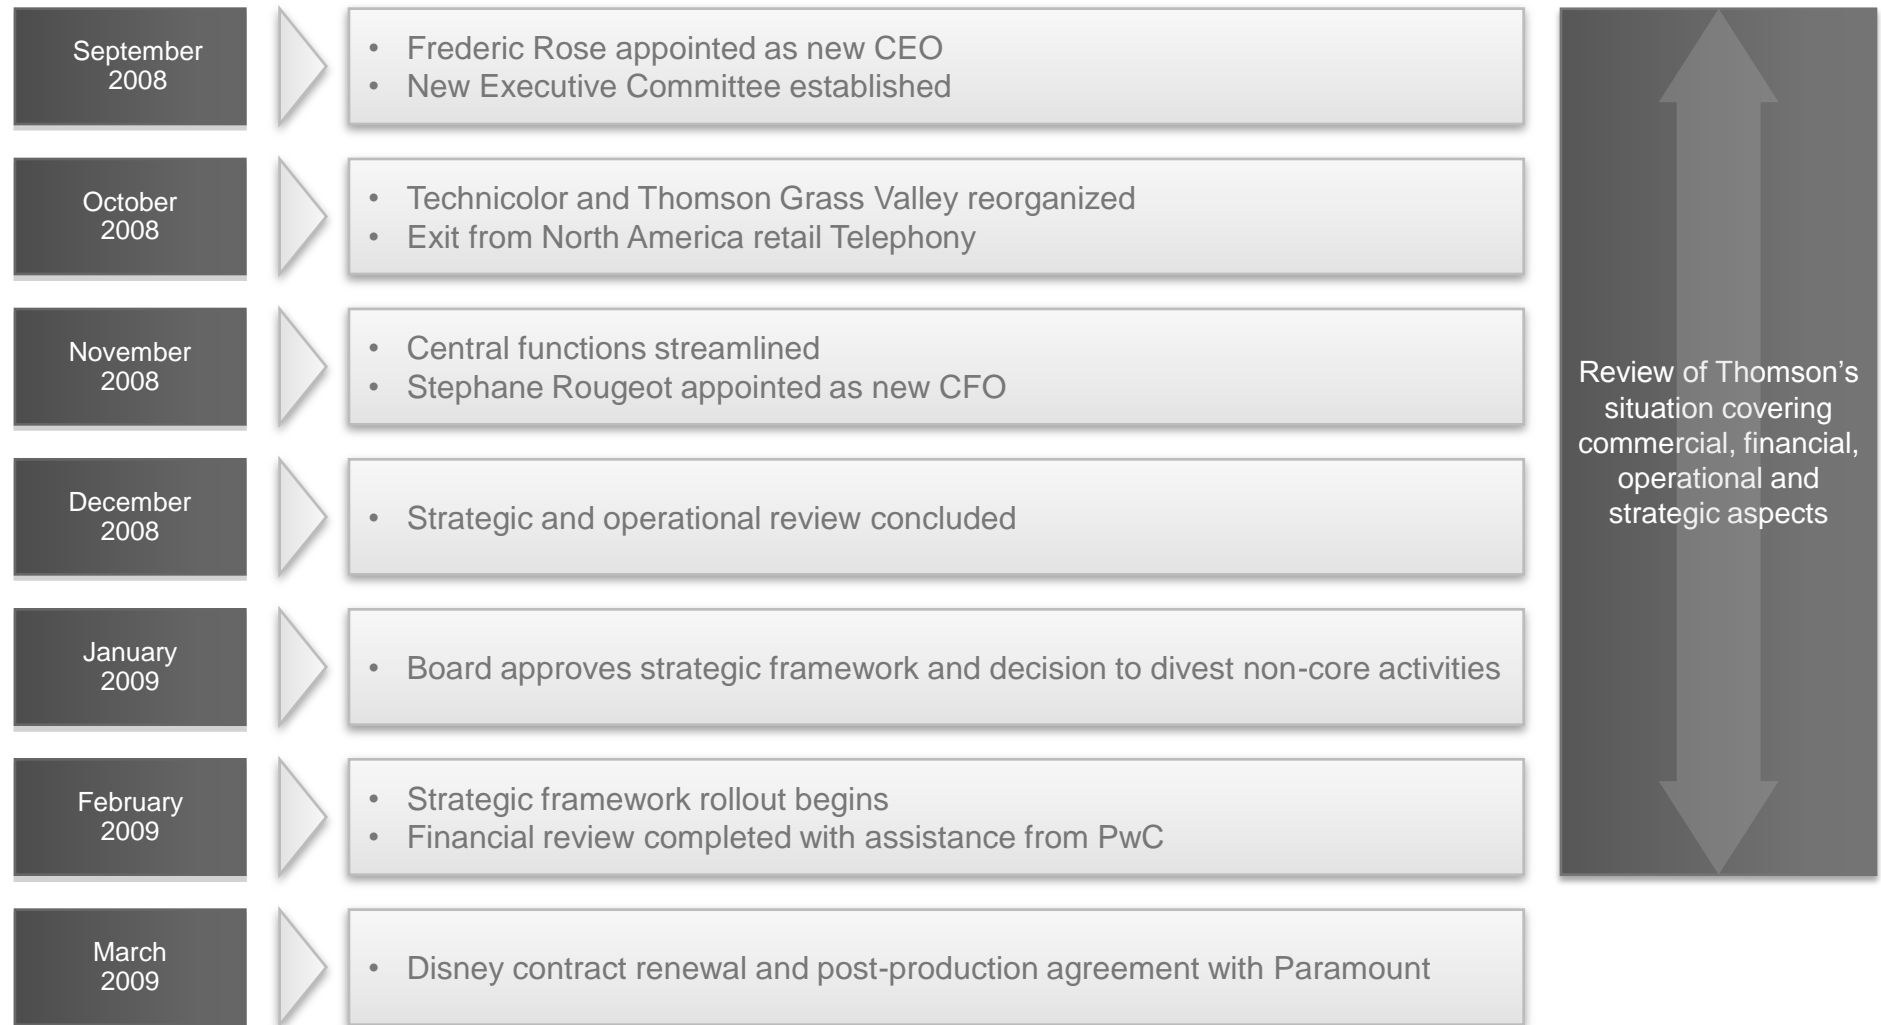 September
2008
• Frederic Rose appointed as new CEO
• New Executive Committee established
October
2008
• Technicolor and Thomson Grass Valley reorganized
• Exit from North America retail Telephony
November
2008
• Central functions streamlined
• Stephane Rougeot appointed as new CFO
December
2008
• Strategic and operational review concluded
January
2009
• Board approves strategic framework and decision to divest non-core activities
February
2009
• Strategic framework rollout begins
• Financial review completed with assistance from PwC
March
2009
• Disney contract renewal and post-production agreement with Paramount
Review of Thomson’s
situation covering
commercial, financial,
operational and
strategic aspects